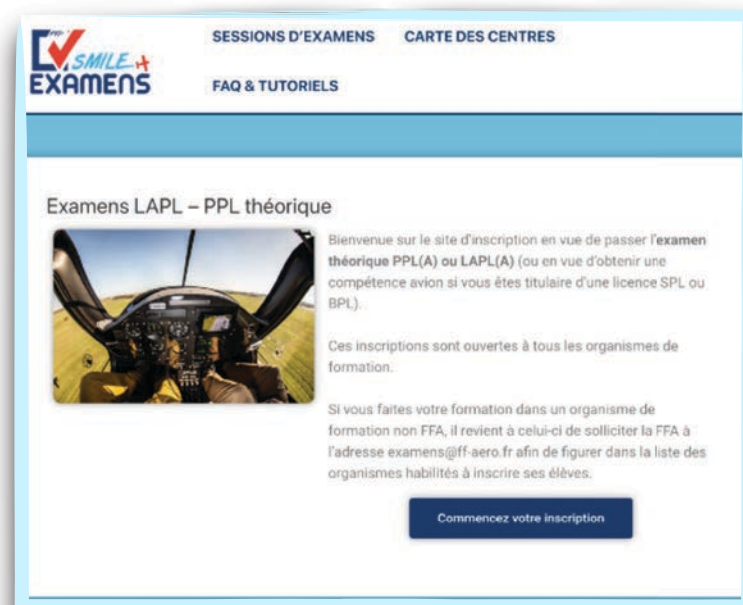 SMILE
EXAMENS
SESSIONS D'EXAMENS
CARTE DES CENTRES
FAQ & TUTORIELS
Examens LAPL – PPL théorique
Bienvenue sur le site d'inscription en vue de passer l'examen
théorique PPL(A) ou LAPL(A) (ou en vue d'obtenir une
compétence avion si vous êtes titulaire d'une licence SPL ou
BPL).
Ces inscriptions sont ouvertes à tous les organismes de
formation.
Si vous faites votre formation dans un organisme de
formation non FFA, il revient à celui-ci de solliciter la FFA à
l'adresse examens@ff-aero.fr afin de figurer dans la liste des
organismes habilités à inscrire ses élèves.
Commencez votre inscription